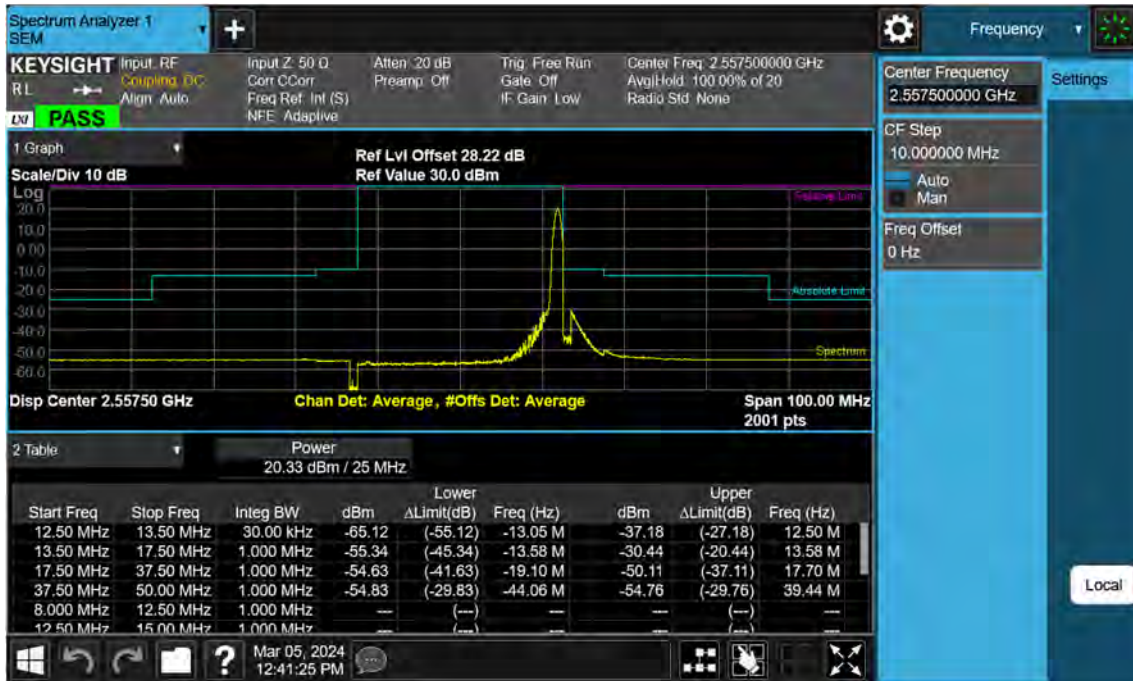 Spectrum Analyzer 1
SEM
Frequency
KEYSIGHT
RL
LXI
PASS
Input: RF
Coupling: DC
Align: Auto
Input Z: 50 Ω
Corr CCorr
Freq Ref: Int (S)
NFE: Adaptive
Atten: 20 dB
Preamp: Off
Trig: Free Run
Gate: Off
IF Gain: Low
Center Freq: 2.557500000 GHz
Avg|Hold: 100.00% of 20
Radio Std: None
Center Frequency
2.557500000 GHz
Settings
CF Step
10.000000 MHz
Auto
Man
Freq Offset
0 Hz
1 Graph
Scale/Div 10 dB
Ref Lvl Offset 28.22 dB
Ref Value 30.0 dBm
Log
20.0
10.0
0.00
-10.0
-20.0
-30.0
-40.0
-50.0
-60.0
Relative Limit
Absolute Limit
Spectrum
Disp Center 2.55750 GHz
Chan Det: Average, #Offs Det: Average
Span 100.00 MHz
2001 pts
2 Table
Power
20.33 dBm / 25 MHz
Lower Upper
Start Freq Stop Freq Integ BW dBm ΔLimit(dB) Freq (Hz) dBm ΔLimit(dB) Freq (Hz)
12.50 MHz 13.50 MHz 30.00 kHz -65.12 (-55.12) -13.05 M -37.18 (-27.18) 12.50 M
13.50 MHz 17.50 MHz 1.000 MHz -55.34 (-45.34) -13.58 M -30.44 (-20.44) 13.58 M
17.50 MHz 37.50 MHz 1.000 MHz -54.63 (-41.63) -19.10 M -50.11 (-37.11) 17.70 M
37.50 MHz 50.00 MHz 1.000 MHz -54.83 (-29.83) -44.06 M -54.76 (-29.76) 39.44 M
8.000 MHz 12.50 MHz 1.000 MHz --- (---) --- --- (---) ---
12.50 MHz 15.00 MHz 1.000 MHz --- (---) --- --- (---) ---
Local
?
Mar 05, 2024
12:41:25 PM